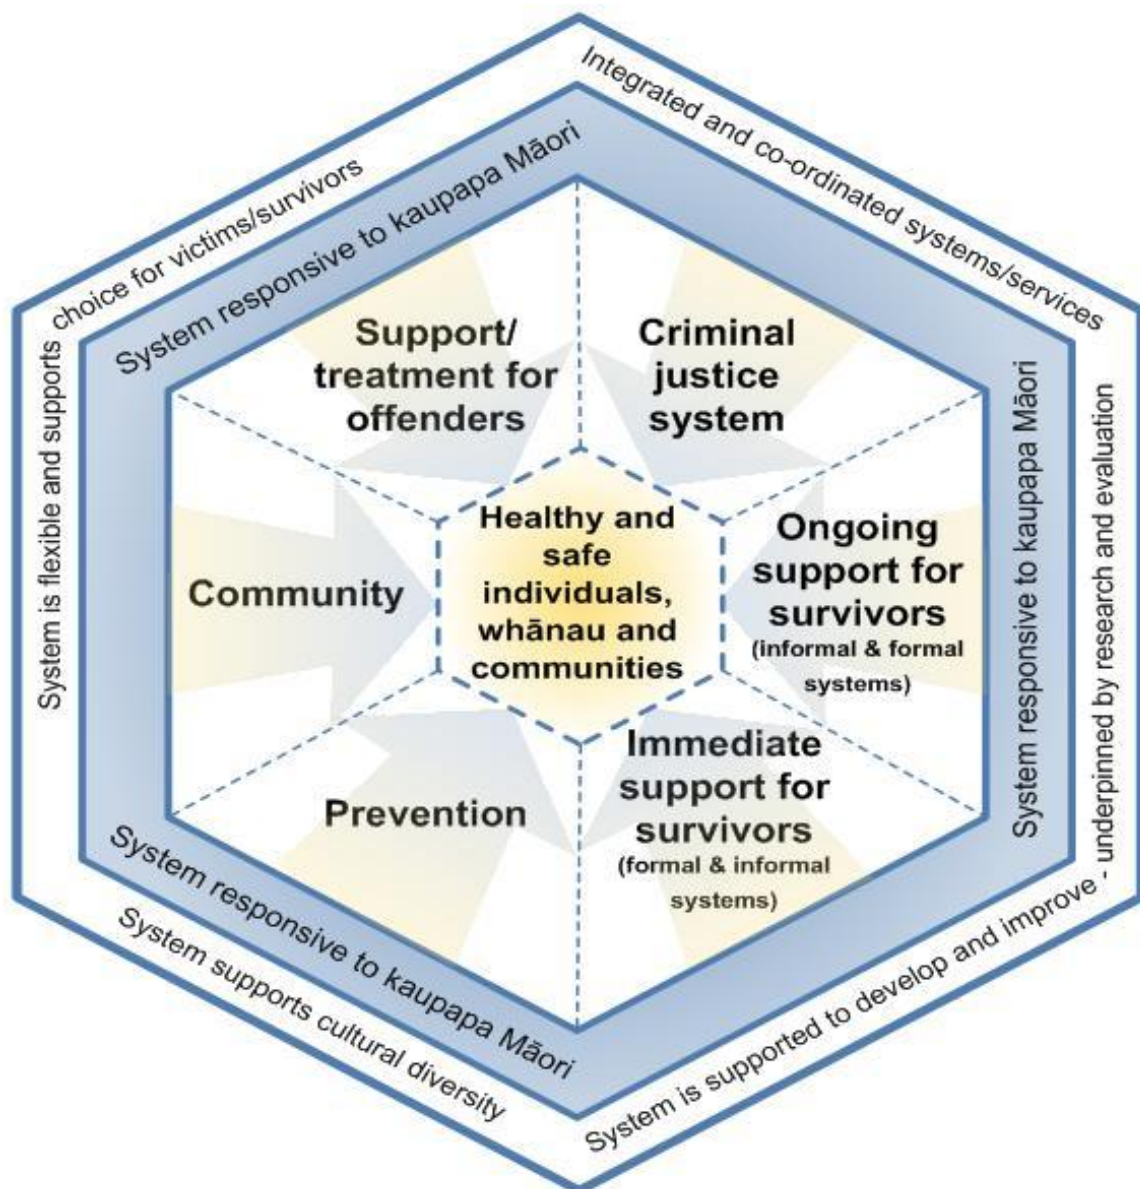 Integrated and co-ordinated systems/services
System is flexible and supports choice for victims/survivors
System responsive to kaupapa Māori
Support/
treatment for
offenders
Criminal
justice
system
System responsive to kaupapa Māori
- underpinned by research and evaluation
Healthy and
safe
individuals,
whānau and
communities
Community
Ongoing
support for
survivors
(informal & formal
systems)
Prevention
Immediate
support for
survivors
(formal & informal
systems)
System responsive to kaupapa Māori
System supports cultural diversity
System is supported to develop and improve